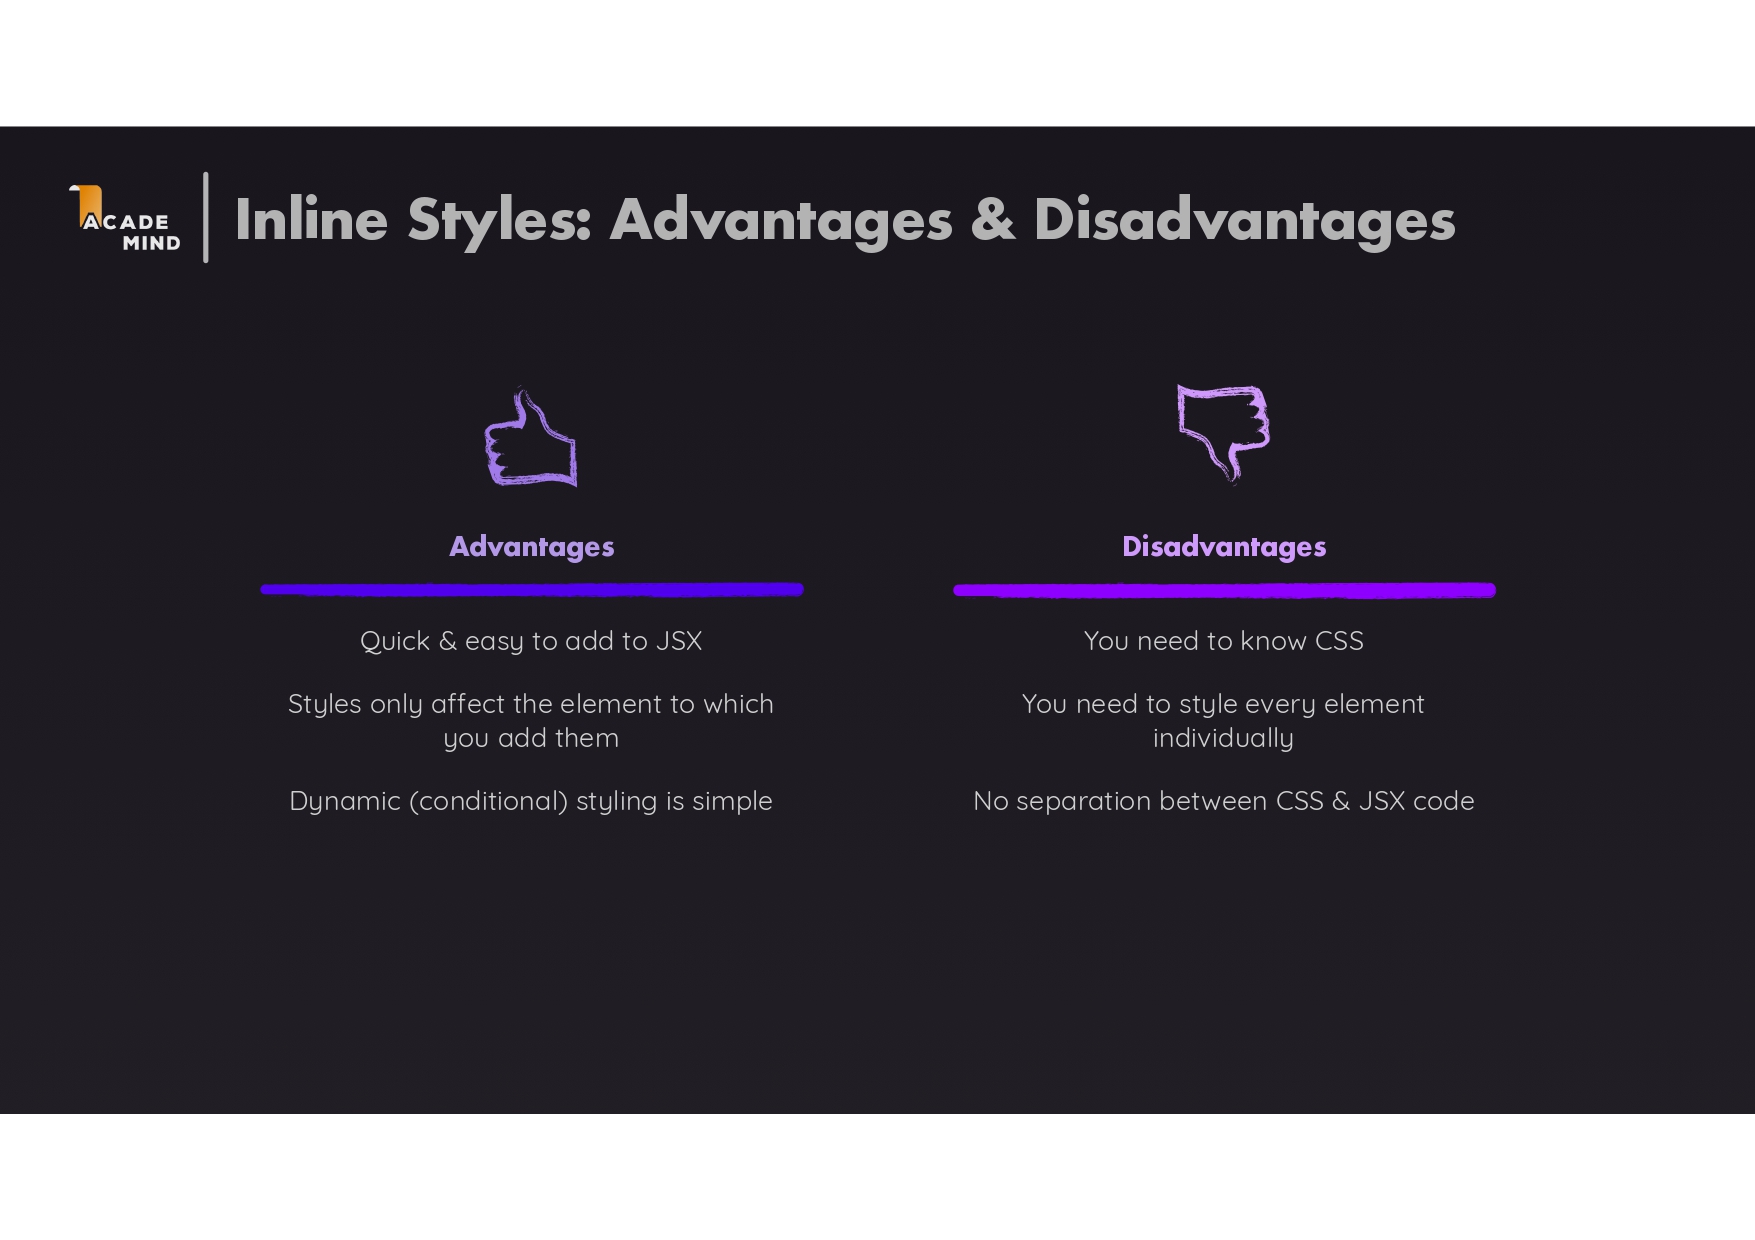 ACADE
MIND
Inline Styles: Advantages & Disadvantages
Advantages
Quick & easy to add to JSX
Styles only affect the element to which
you add them
Dynamic (conditional) styling is simple
Disadvantages
You need to know CSS
You need to style every element
individually
No separation between CSS & JSX code